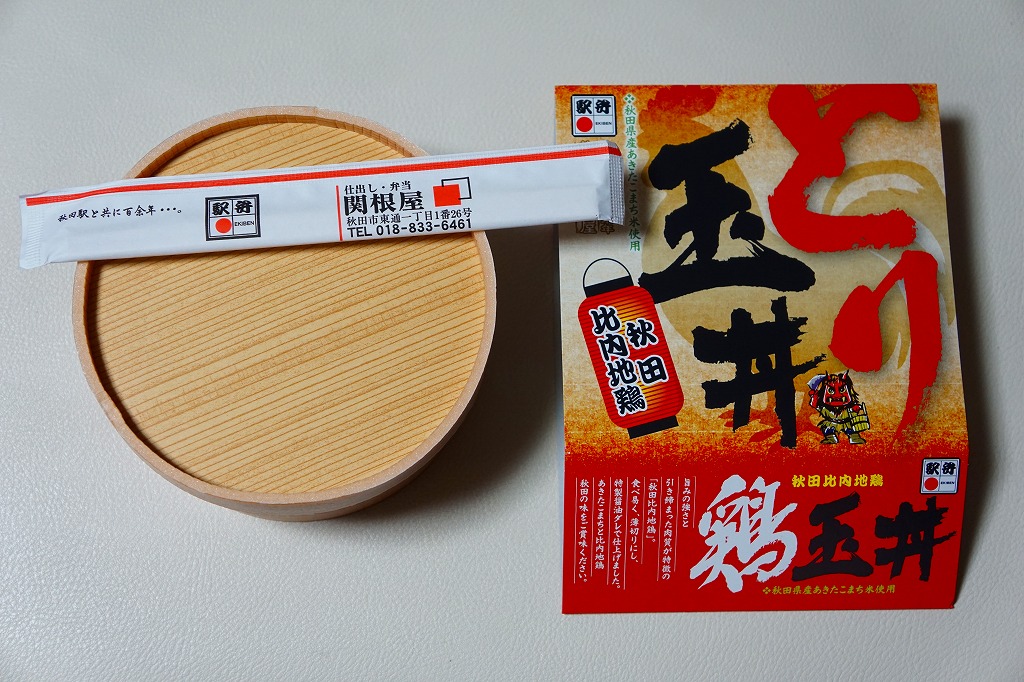 秋田駅と共に百余年・・・。
駅弁
EKIBEN
仕出し・弁当
関根屋
秋田市東通一丁目1番26号
TEL 018-833-6461
駅弁
EKIBEN
※秋田県産あきたこまち米使用
とり
玉丼
秋田
比内地鶏
駅弁
EKIBEN
秋田比内地鶏
鶏玉丼
※秋田県産あきたこまち米使用
旨みの強さと
引き締まった肉質が特徴の
「秋田比内地鶏」。
食べ易く、薄切りにし、
特製醤油ダレで仕上げました。
あきたこまちと比内地鶏
秋田の味をご賞味ください。